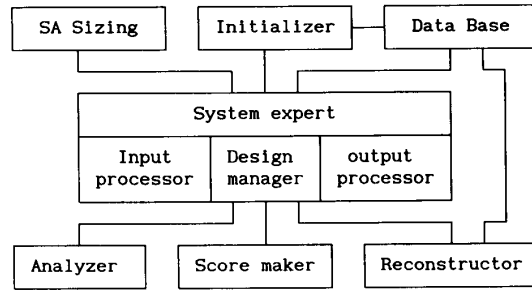 SA Sizing
Initializer
Data Base
System expert
Input
processor
Design
manager
output
processor
Analyzer
Score maker
Reconstructor